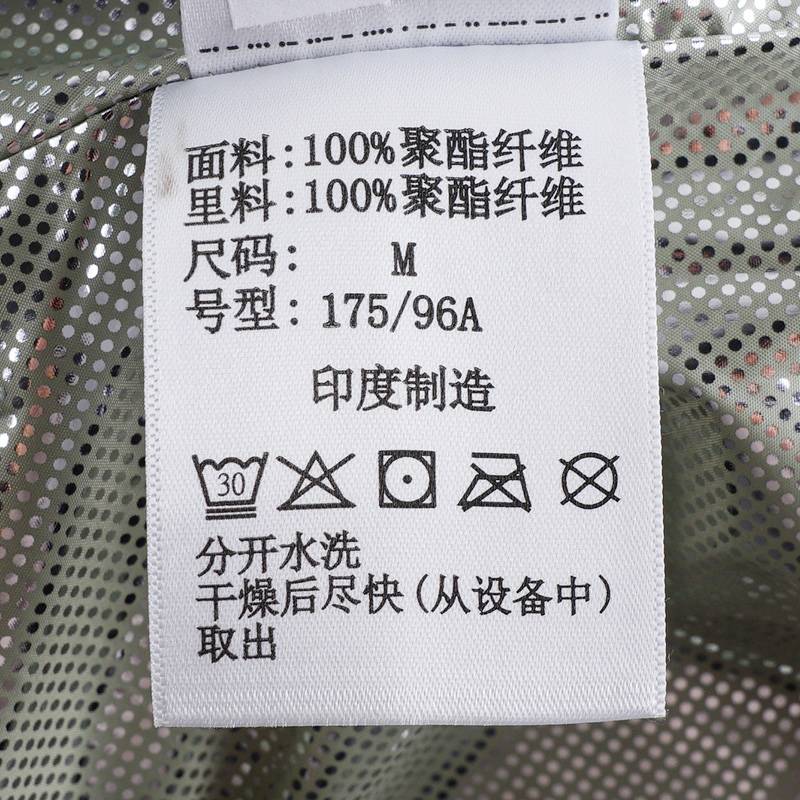 面料:100%聚酯纤维
里料:100%聚酯纤维
尺码: M
号型: 175/96A
印度制造
30
分开水洗
干燥后尽快(从设备中)
取出